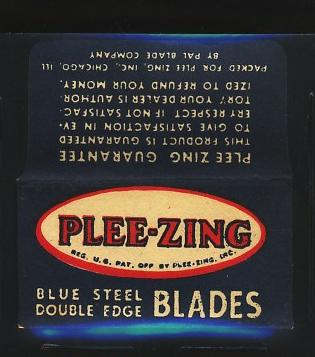 PLEE ZING GUARANTEE
THIS PRODUCT IS GUARANTEED
TO GIVE SATISFACTION IN EV-
ERY RESPECT. IF NOT SATISFAC-
TORY YOUR DEALER IS AUTHOR-
IZED TO REFUND YOUR MONEY.
PACKED FOR PLEE ZING, INC., CHICAGO, ILL
BY PAL BLADE COMPANY
PLEE-ZING
REG. U.S. PAT. OFF BY PLEE-ZING, INC.
BLUE STEEL
DOUBLE EDGE BLADES